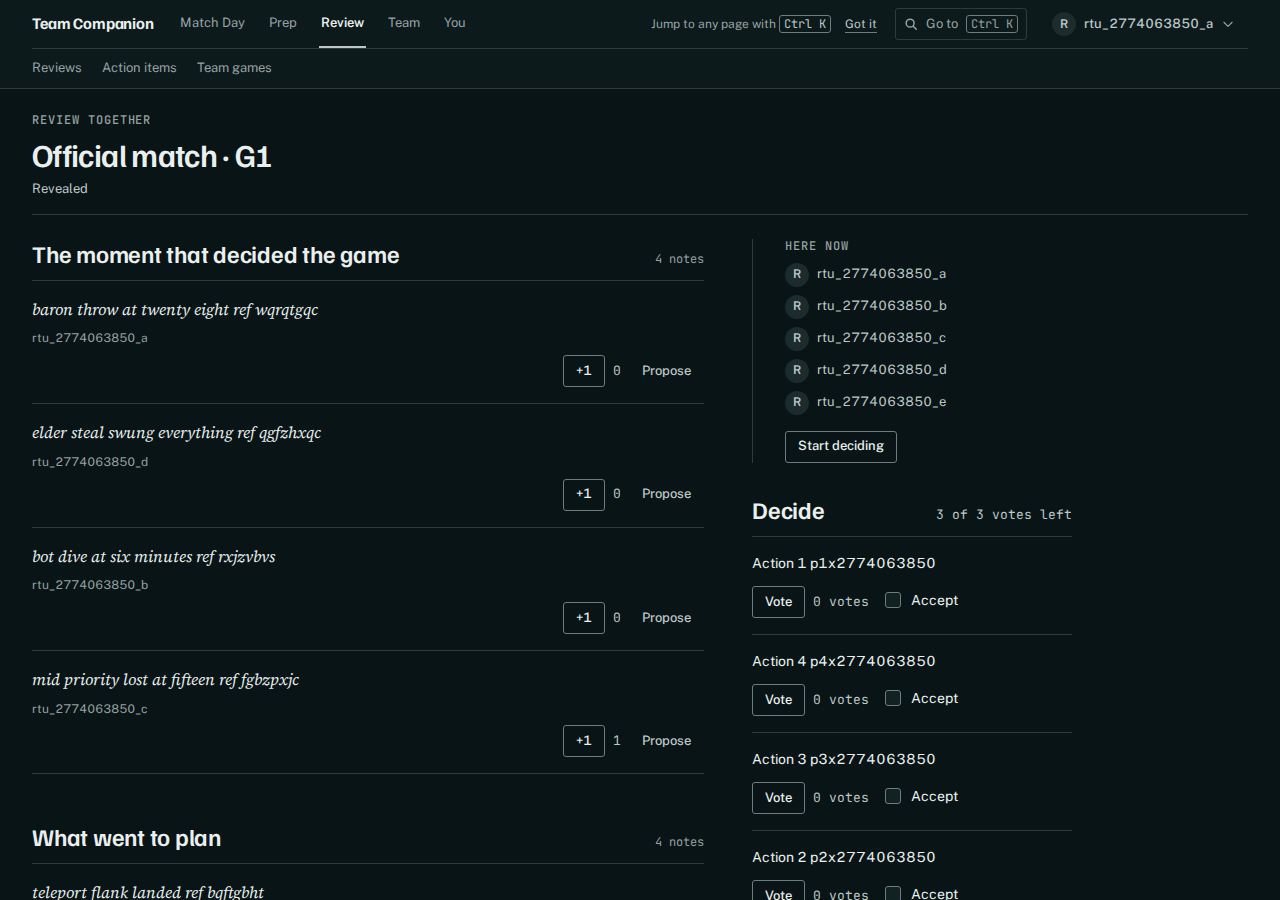 Team Companion Match Day Prep Review Team You Jump to any page with Ctrl K Got it Go to Ctrl K R rtu_2774063850_a
Reviews Action items Team games
REVIEW TOGETHER
Official match · G1
Revealed
The moment that decided the game 4 notes
baron throw at twenty eight ref wqrqtgqc
rtu_2774063850_a
+1 0 Propose
elder steal swung everything ref qgfzhxqc
rtu_2774063850_d
+1 0 Propose
bot dive at six minutes ref rxjzvbvs
rtu_2774063850_b
+1 0 Propose
mid priority lost at fifteen ref fgbzpxjc
rtu_2774063850_c
+1 1 Propose
What went to plan 4 notes
teleport flank landed ref bqftgbht
HERE NOW
R rtu_2774063850_a
R rtu_2774063850_b
R rtu_2774063850_c
R rtu_2774063850_d
R rtu_2774063850_e
Start deciding
Decide 3 of 3 votes left
Action 1 p1x2774063850
Vote 0 votes Accept
Action 4 p4x2774063850
Vote 0 votes Accept
Action 3 p3x2774063850
Vote 0 votes Accept
Action 2 p2x2774063850
Vote 0 votes Accept